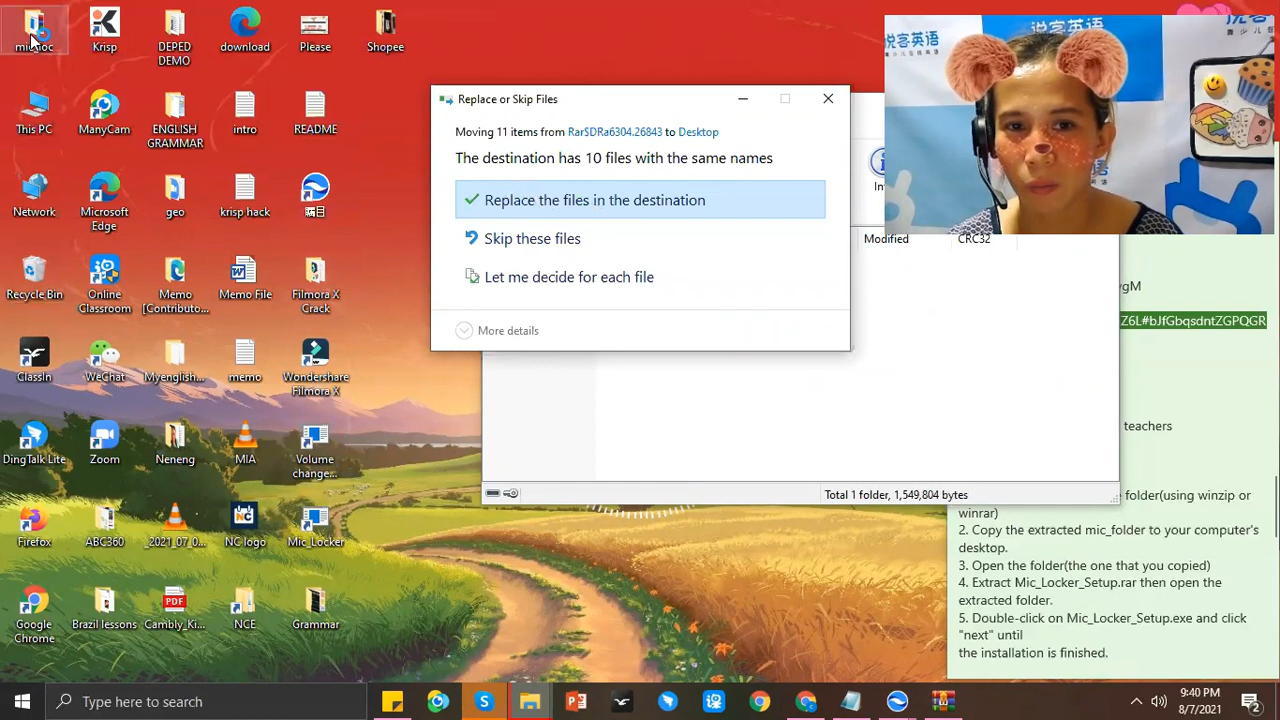 Krisp
DEPED
DEMO
download
Please
Shopee
This PC
ManyCam
ENGLISH
GRAMMAR
intro
README
Network
Microsoft
Edge
geo
krisp hack
Recycle Bin
Online
Classroom
Memo
[Contributo...
Memo File
Filmora X
Crack
ClassIn
WeChat
Myenglish...
memo
Wondershare
Filmora X
DingTalk Lite
Zoom
Neneng
MIA
Volume
change...
Firefox
ABC360
_2021_07_0...
NC logo
Mic_Locker
Google
Chrome
Brazil lessons
Cambly_Ki...
NCE
Grammar
Replace or Skip Files
Moving 11 items from Rar$DRa6304.26843 to Desktop
The destination has 10 files with the same names
Replace the files in the destination
Skip these files
Let me decide for each file
More details
说客英语
Modified
CRC32
Total 1 folder, 1,549,804 bytes
ygM
Z6L#bJfGbqsdntZGPQGR
teachers
folder(using winzip or
winrar)
2. Copy the extracted mic_folder to your computer's
desktop.
3. Open the folder(the one that you copied)
4. Extract Mic_Locker_Setup.rar then open the
extracted folder.
5. Double-click on Mic_Locker_Setup.exe and click
"next" until
the installation is finished.
Type here to search
9:40 PM
8/7/2021
2